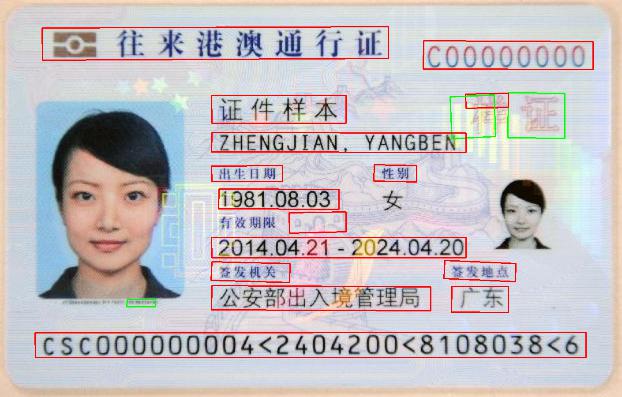 往来港澳通行证
C00000000
证件样本
样证
ZHENGJIAN, YANGBEN
出生日期 性别
1981.08.03 女
有效期限
2014.04.21 - 2024.04.20
签发机关 签发地点
公安部出入境管理局 广东
CSC000000004<2404200<8108038<6